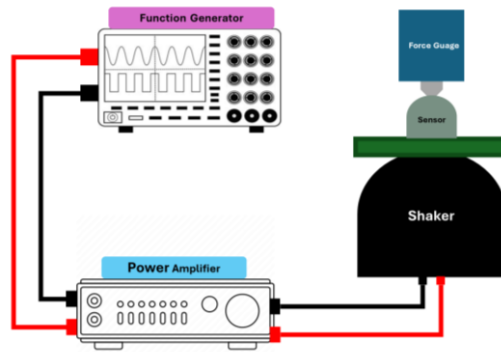 Function Generator
Force Guage
Sensor
Shaker
Power Amplifier